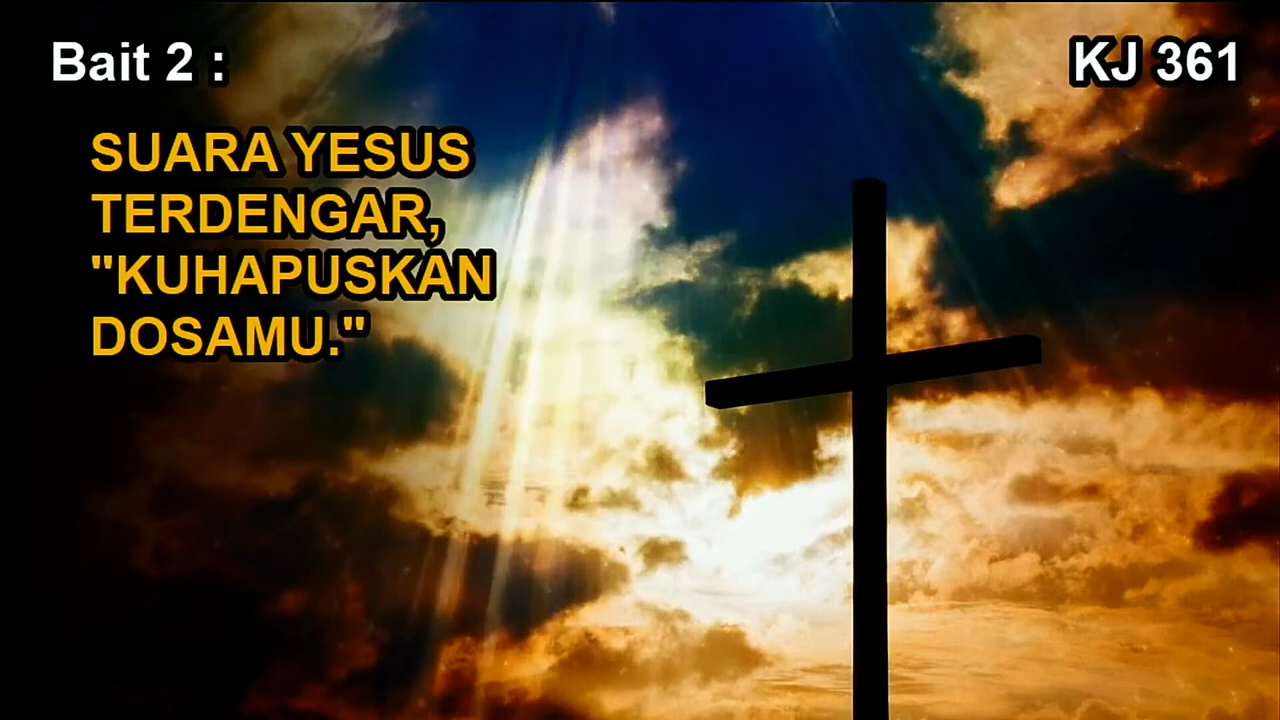 Bait 2 :
KJ 361
SUARA YESUS
TERDENGAR,
"KUHAPUSKAN
DOSAMU."